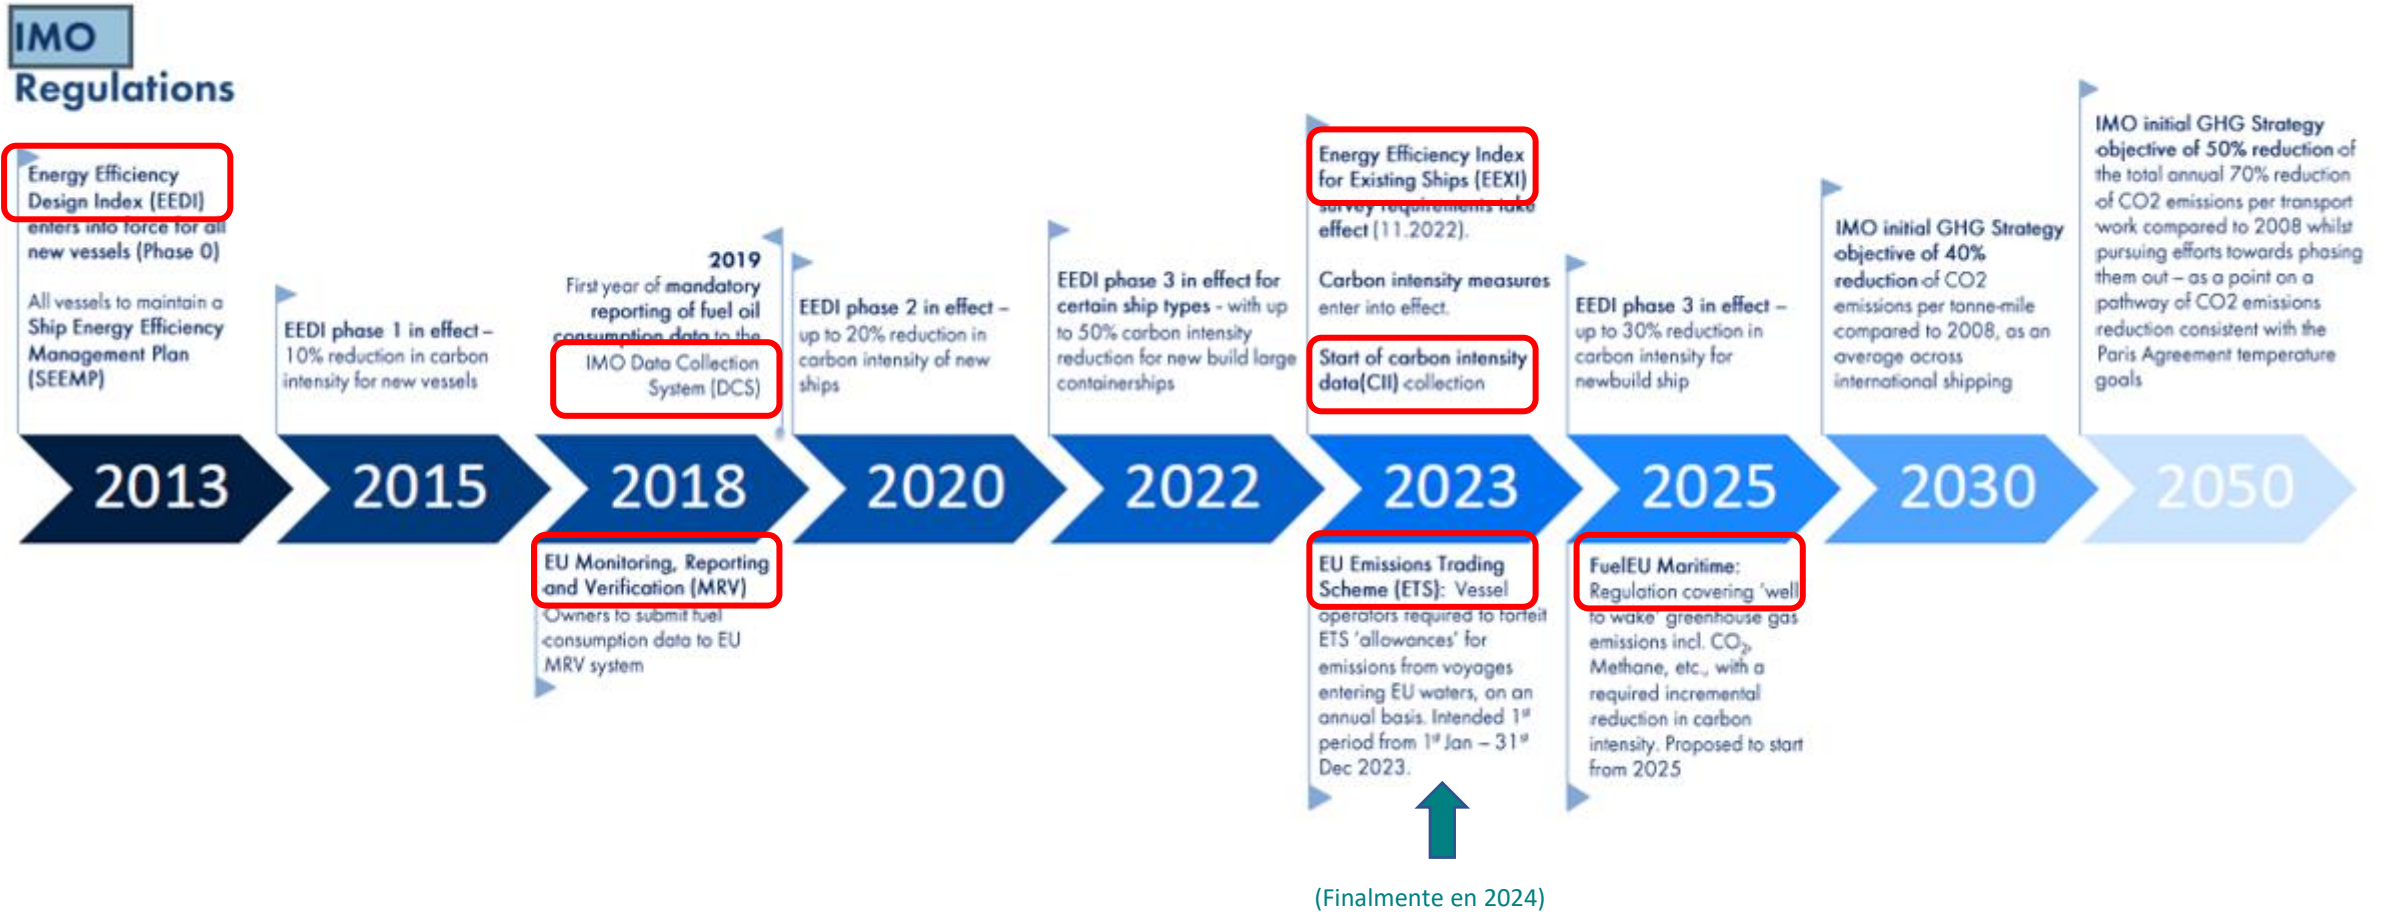 IMO
Regulations
Energy Efficiency
Design Index (EEDI)
enters into force for all
new vessels (Phase 0)
All vessels to maintain a
Ship Energy Efficiency
Management Plan
(SEEMP)
EEDI phase 1 in effect –
10% reduction in carbon
intensity for new vessels
2019
First year of mandatory
reporting of fuel oil
consumption data to the
IMO Data Collection
System (DCS)
EEDI phase 2 in effect –
up to 20% reduction in
carbon intensity of new
ships
EEDI phase 3 in effect for
certain ship types - with up
to 50% carbon intensity
reduction for new build large
containerships
Energy Efficiency Index
for Existing Ships (EEXI)
survey requirements take
effect (11.2022).
Carbon intensity measures
enter into effect.
Start of carbon intensity
data(CII) collection
EEDI phase 3 in effect –
up to 30% reduction in
carbon intensity for
newbuild ship
IMO initial GHG Strategy
objective of 40%
reduction of CO2
emissions per tonne-mile
compared to 2008, as an
average across
international shipping
IMO initial GHG Strategy
objective of 50% reduction of
the total annual 70% reduction
of CO2 emissions per transport
work compared to 2008 whilst
pursuing efforts towards phasing
them out – as a point on a
pathway of CO2 emissions
reduction consistent with the
Paris Agreement temperature
goals
2013
2015
2018
2020
2022
2023
2025
2030
2050
EU Monitoring, Reporting
and Verification (MRV)
Owners to submit fuel
consumption data to EU
MRV system
EU Emissions Trading
Scheme (ETS): Vessel
operators required to forfeit
ETS 'allowances' for
emissions from voyages
entering EU waters, on an
annual basis. Intended 1st
period from 1st Jan – 31st
Dec 2023.
FuelEU Maritime:
Regulation covering 'well
to wake' greenhouse gas
emissions incl. CO₂,
Methane, etc., with a
required incremental
reduction in carbon
intensity. Proposed to start
from 2025
(Finalmente en 2024)